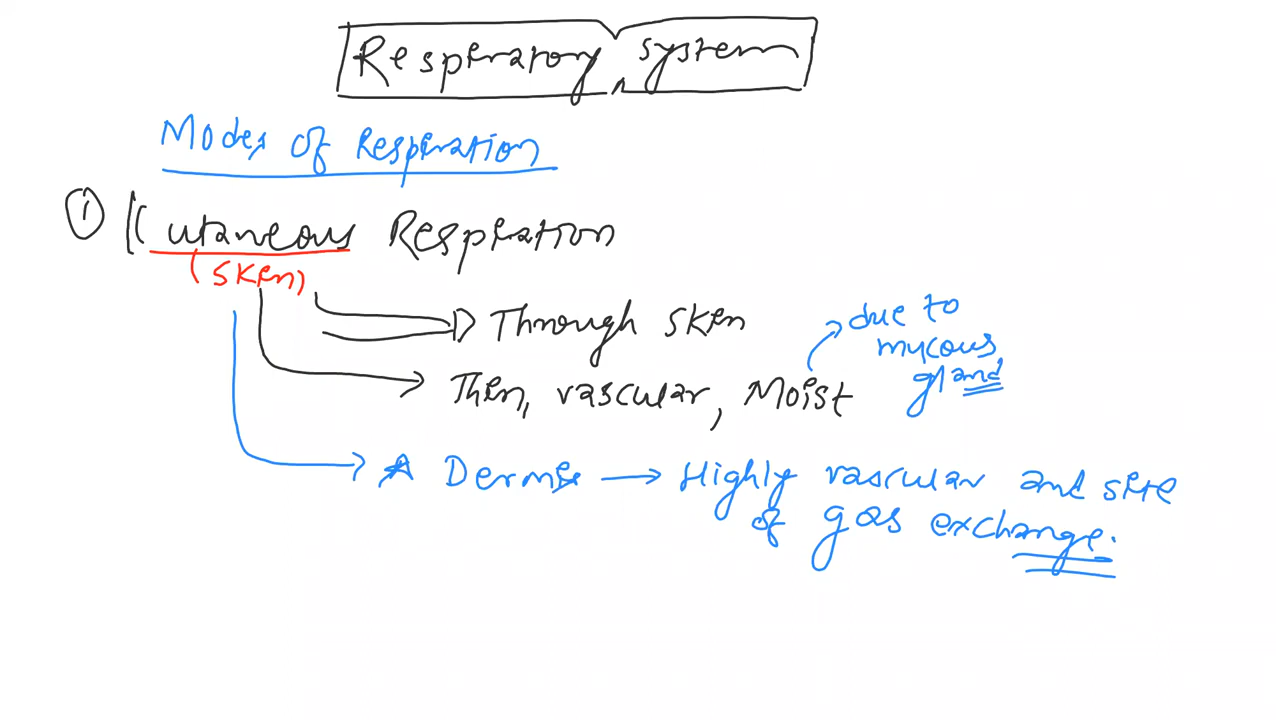 Respiratory system
Modes of Respiration
① Cutaneous Respiration
(Skin)
Through skin
due to
mucous
gland
Thin, vascular, Moist
Dermis → Highly vascular and site
of gas exchange.